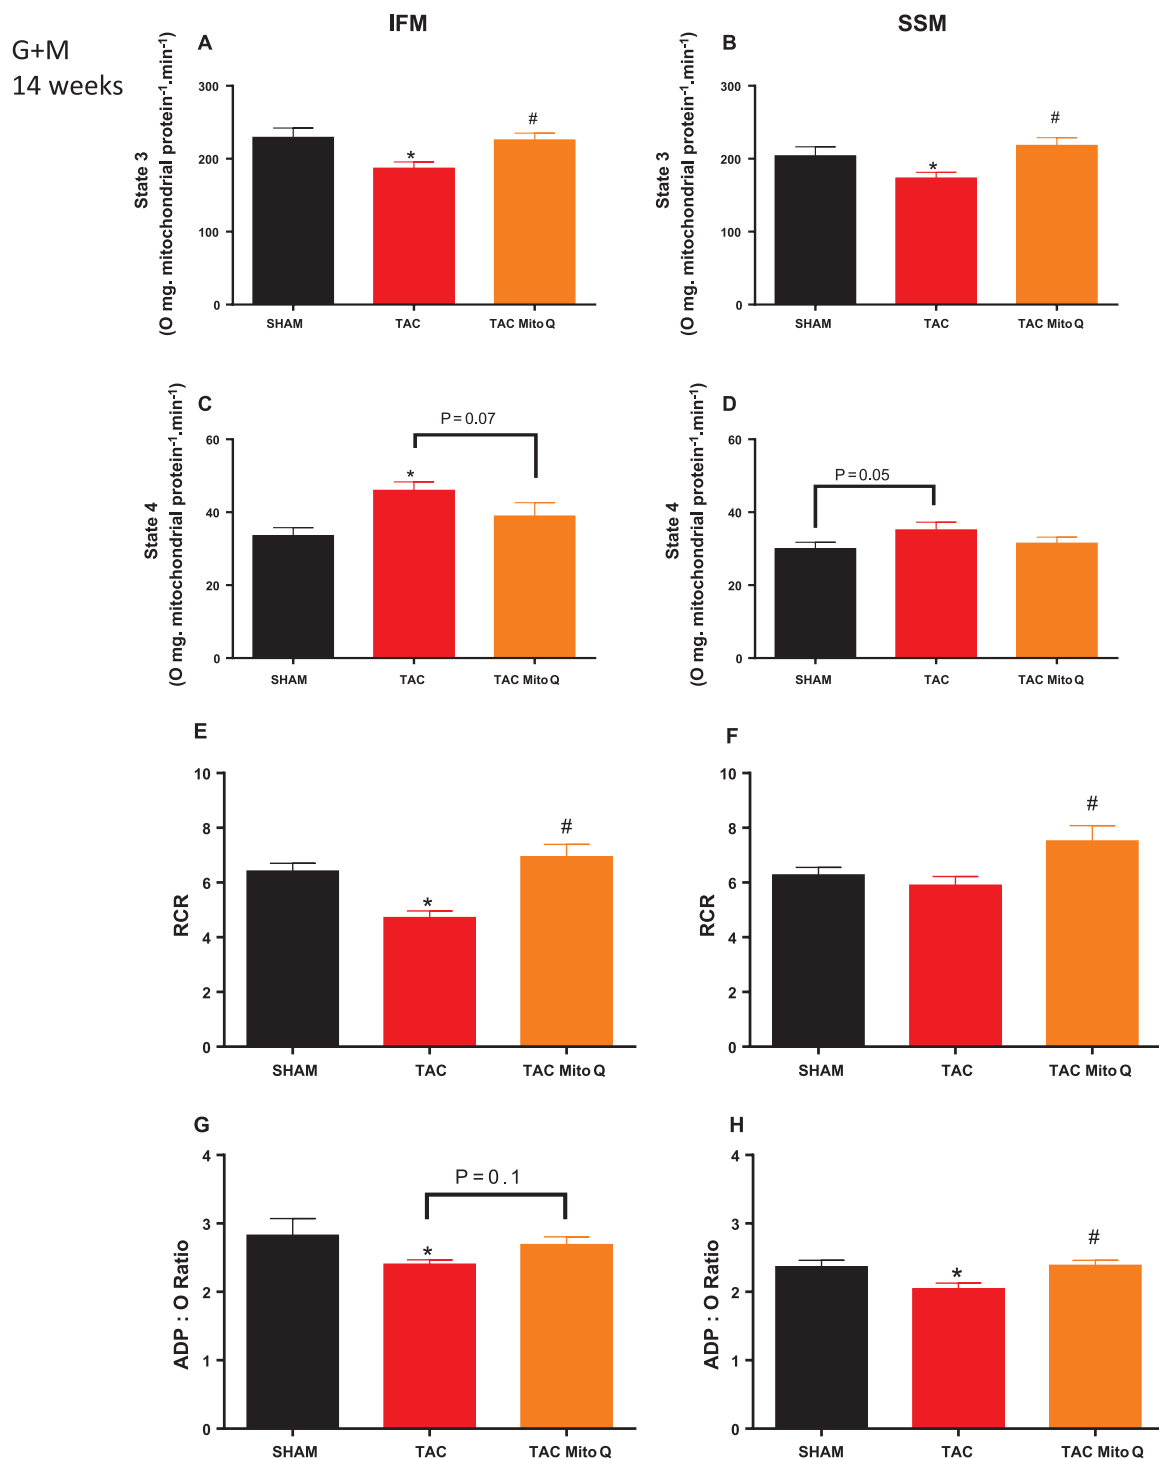 IFM
SSM
G+M
14 weeks
A
300
200
100
0
State 3
(O mg. mitochondrial protein⁻¹.min⁻¹)
*
#
SHAM
TAC
TAC Mito Q
B
300
200
100
0
State 3
(O mg. mitochondrial protein⁻¹.min⁻¹)
*
#
SHAM
TAC
TAC Mito Q
C
60
40
20
0
State 4
(O mg. mitochondrial protein⁻¹.min⁻¹)
P = 0.07
*
SHAM
TAC
TAC Mito Q
D
60
40
20
0
State 4
(O mg. mitochondrial protein⁻¹.min⁻¹)
P = 0.05
SHAM
TAC
TAC Mito Q
E
10
8
6
4
2
0
RCR
*
#
SHAM
TAC
TAC Mito Q
F
10
8
6
4
2
0
RCR
#
SHAM
TAC
TAC Mito Q
G
4
3
2
1
0
ADP : O Ratio
P = 0 . 1
*
SHAM
TAC
TAC Mito Q
H
4
3
2
1
0
ADP : O Ratio
*
#
SHAM
TAC
TAC Mito Q